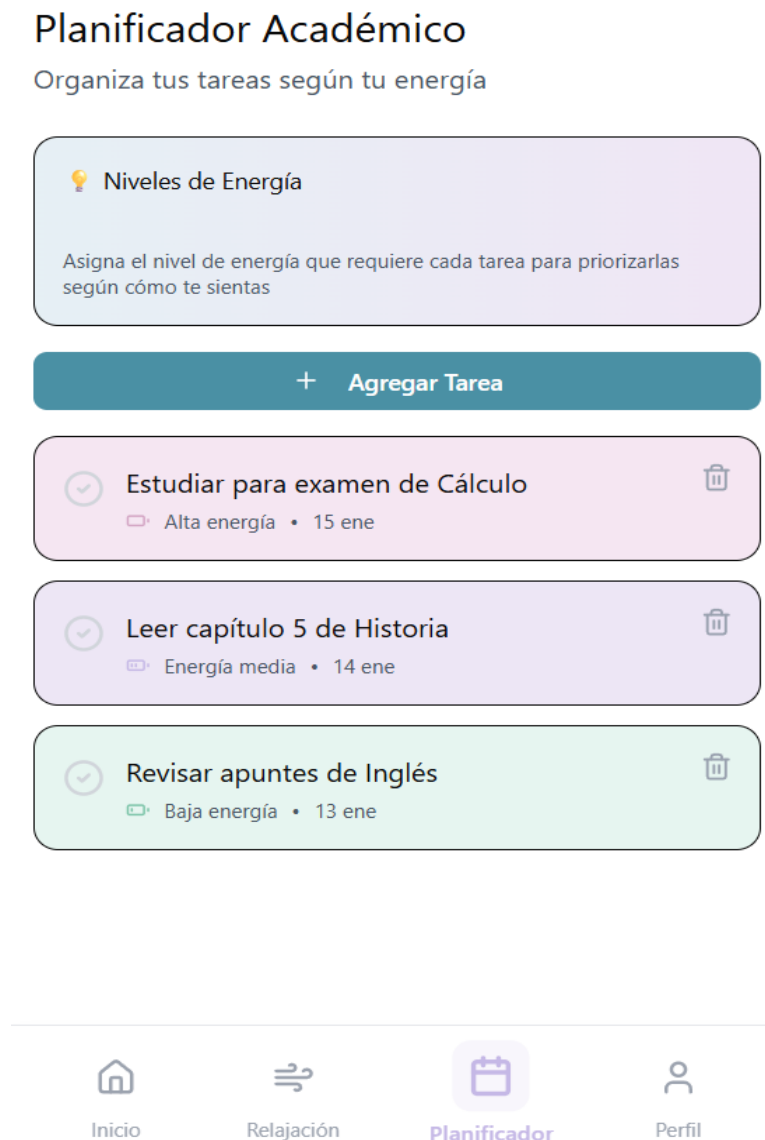 Planificador Académico
Organiza tus tareas según tu energía
Niveles de Energía
Asigna el nivel de energía que requiere cada tarea para priorizarlas
según cómo te sientas
+ Agregar Tarea
Estudiar para examen de Cálculo
Alta energía • 15 ene
Leer capítulo 5 de Historia
Energía media • 14 ene
Revisar apuntes de Inglés
Baja energía • 13 ene
Inicio Relajación Planificador Perfil